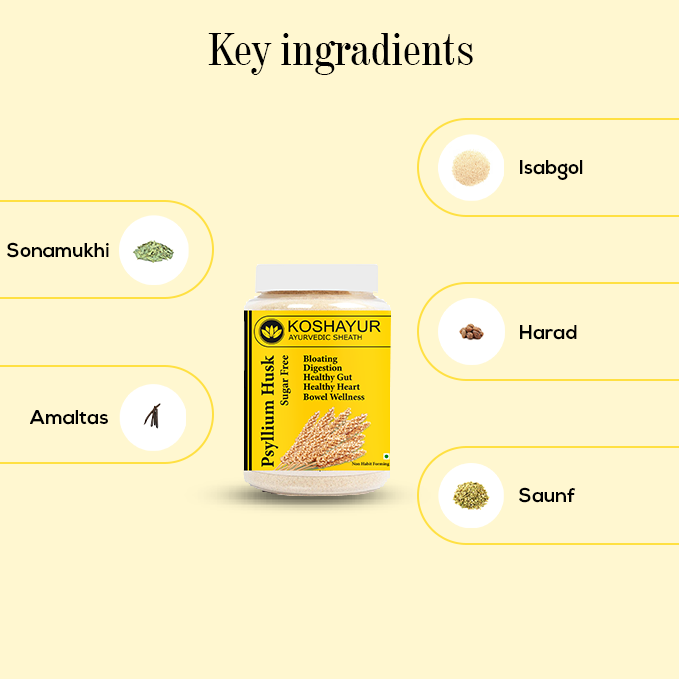 Key ingradients
Isabgol
Sonamukhi
Harad
Amaltas
Saunf
KOSHAYUR
AYURVEDIC SHEATH
Psyllium Husk
Sugar Free
Bloating
Digestion
Healthy Gut
Healthy Heart
Bowel Wellness
Non Habit Forming